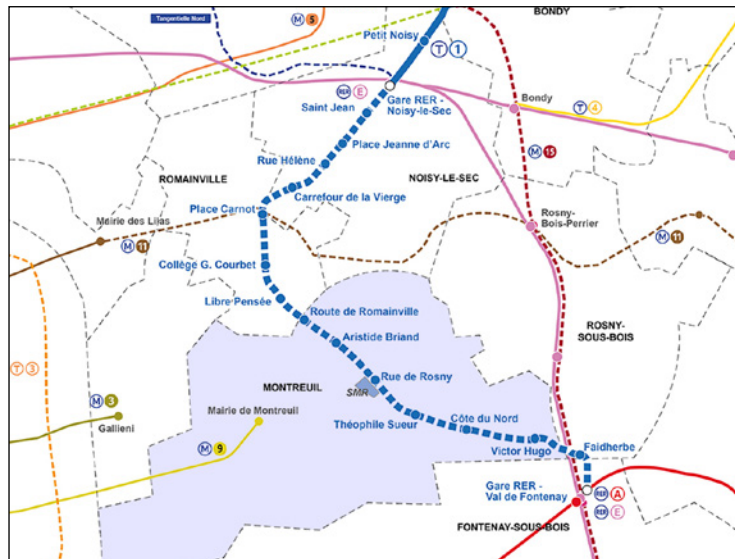 BONDY
M 5
Tangentielle Nord
Petit Noisy
T 1
RER E
Gare RER -
Noisy-le-Sec
Saint Jean
Bondy
T 4
Place Jeanne d'Arc
M 15
Rue Hélène
ROMAINVILLE
NOISY-LE-SEC
Carrefour de la Vierge
Place Carnot
Mairie des Lilas
M 11
Rosny-
Bois-Perrier
M 11
Collège G. Courbet
Libre Pensée
Route de Romainville
Aristide Briand
ROSNY-
SOUS-BOIS
T 3
Rue de Rosny
MONTREUIL
SMR
M 3
Gallieni
Mairie de Montreuil
Théophile Sueur
Côte du Nord
M 9
Victor Hugo
Faidherbe
Gare RER -
Val de Fontenay
RER A
RER E
FONTENAY-SOUS-BOIS